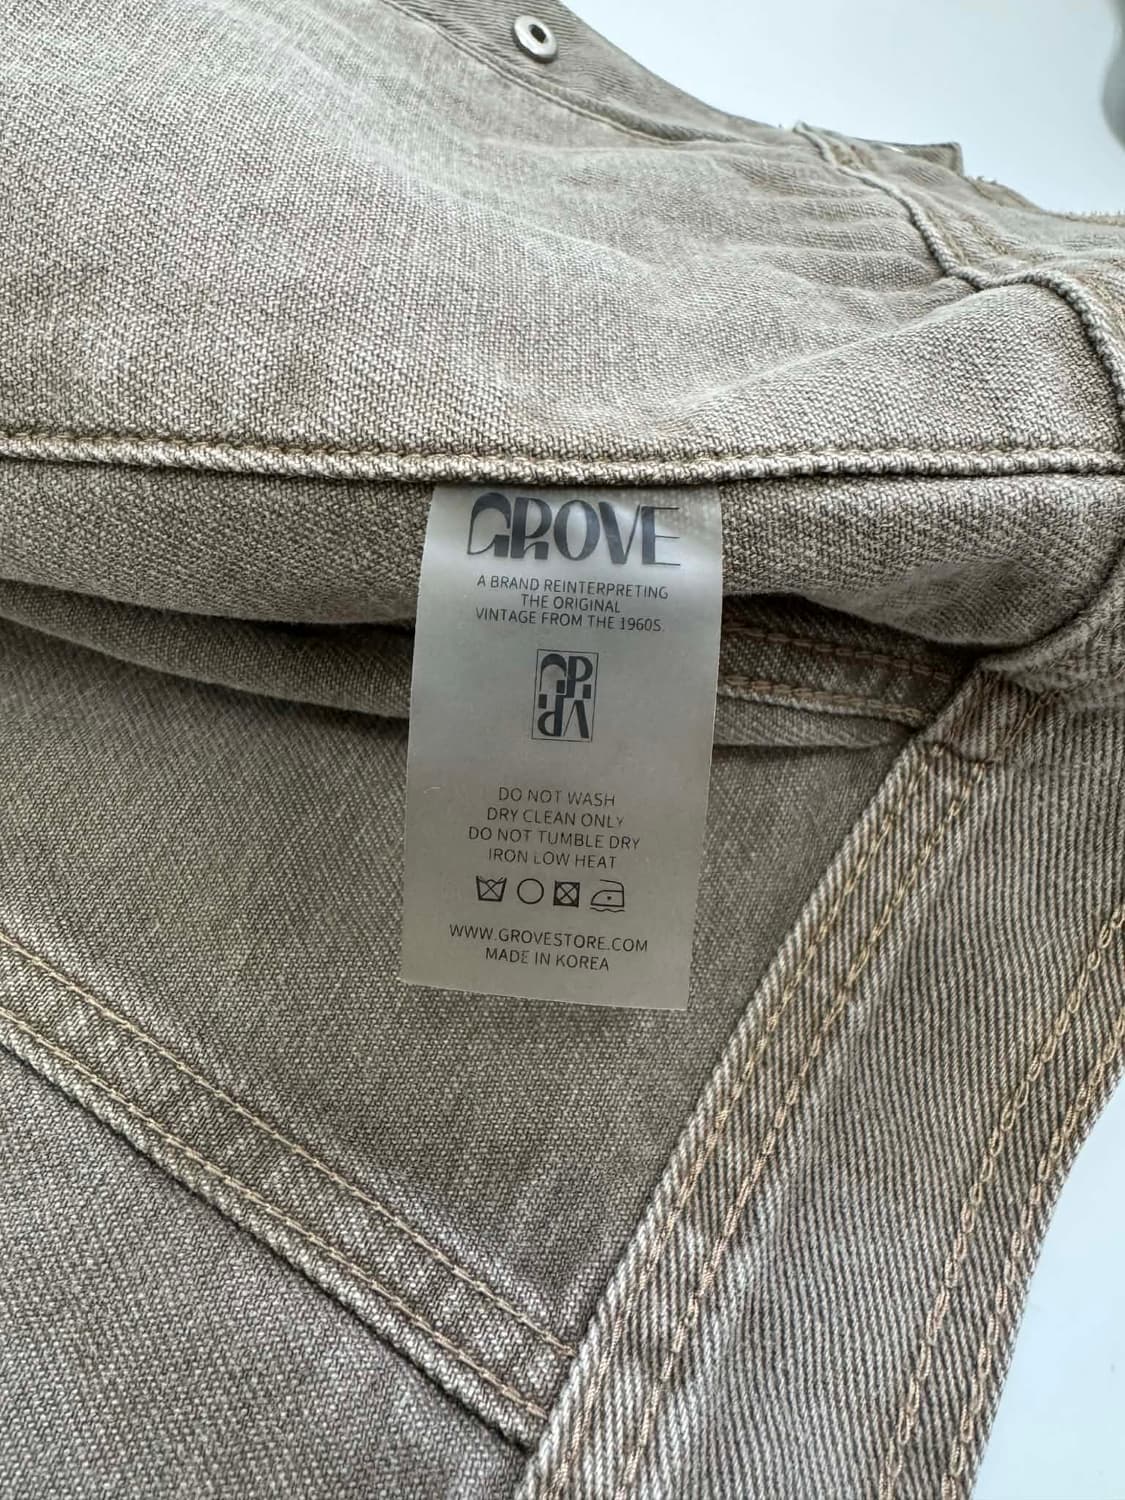 GROVE
A BRAND REINTERPRETING
THE ORIGINAL
VINTAGE FROM THE 1960S.
DO NOT WASH
DRY CLEAN ONLY
DO NOT TUMBLE DRY
IRON LOW HEAT
WWW.GROVESTORE.COM
MADE IN KOREA